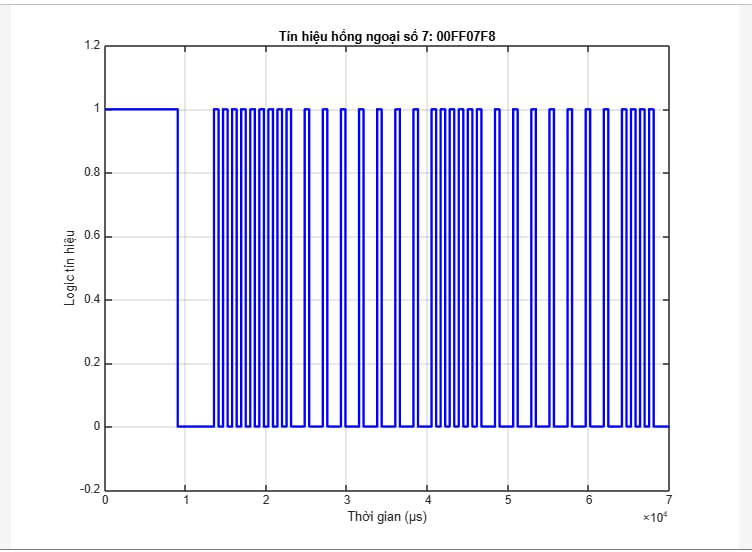 Tín hiệu hồng ngoại số 7: 00FF07F8
1.2
1
0.8
0.6
0.4
0.2
0
-0.2
Logic tín hiệu
0 1 2 3 4 5 6 7
Thời gian (µs)
×10⁴